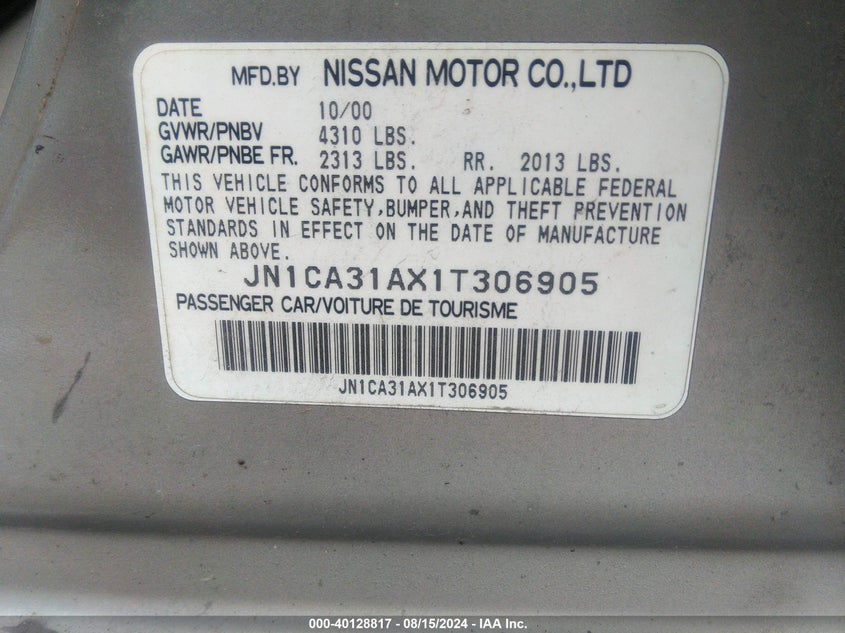 MFD.BY NISSAN MOTOR CO.,LTD
DATE 10/00
GVWR/PNBV 4310 LBS.
GAWR/PNBE FR. 2313 LBS. RR. 2013 LBS.
THIS VEHICLE CONFORMS TO ALL APPLICABLE FEDERAL
MOTOR VEHICLE SAFETY,BUMPER,AND THEFT PREVENTION
STANDARDS IN EFFECT ON THE DATE OF MANUFACTURE
SHOWN ABOVE.
JN1CA31AX1T306905
PASSENGER CAR/VOITURE DE TOURISME
JN1CA31AX1T306905
000-40128817 - 08/15/2024 - IAA Inc.